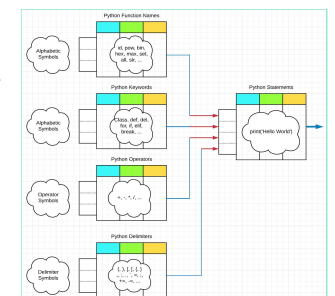 Python Function Names
Alphabetic
Symbols
id, pow, bin,
hex, max, set,
all, sir, ...
Python Keywords
Python Statements
Alphabetic
Symbols
Class, def, del,
for, if, elif,
break, ...
print('Hello World')
Python Operators
Operator
Symbols
+, -, *, /, ...
Python Delimiters
Delimiter
Symbols
(, ), [, ], {, }
+=, -=, ...